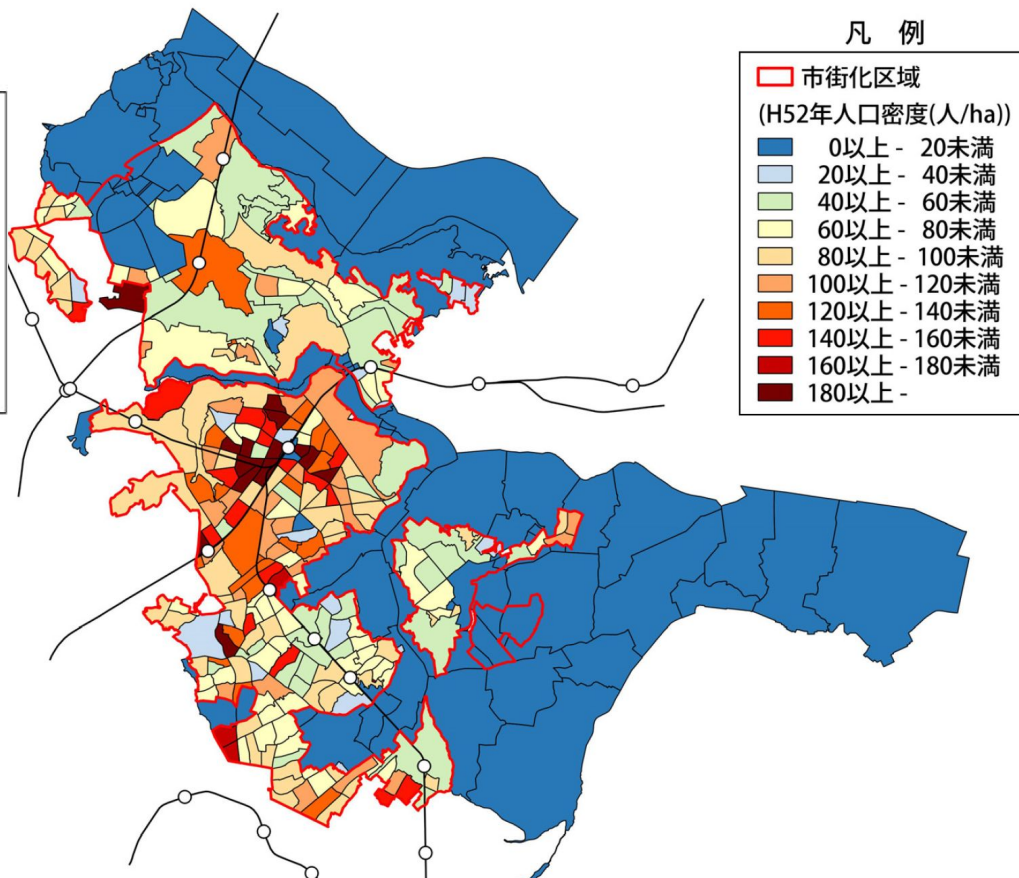 凡 例
市街化区域
(H52年人口密度(人/ha))
0以上 - 20未満
20以上 - 40未満
40以上 - 60未満
60以上 - 80未満
80以上 - 100未満
100以上 - 120未満
120以上 - 140未満
140以上 - 160未満
160以上 - 180未満
180以上 -